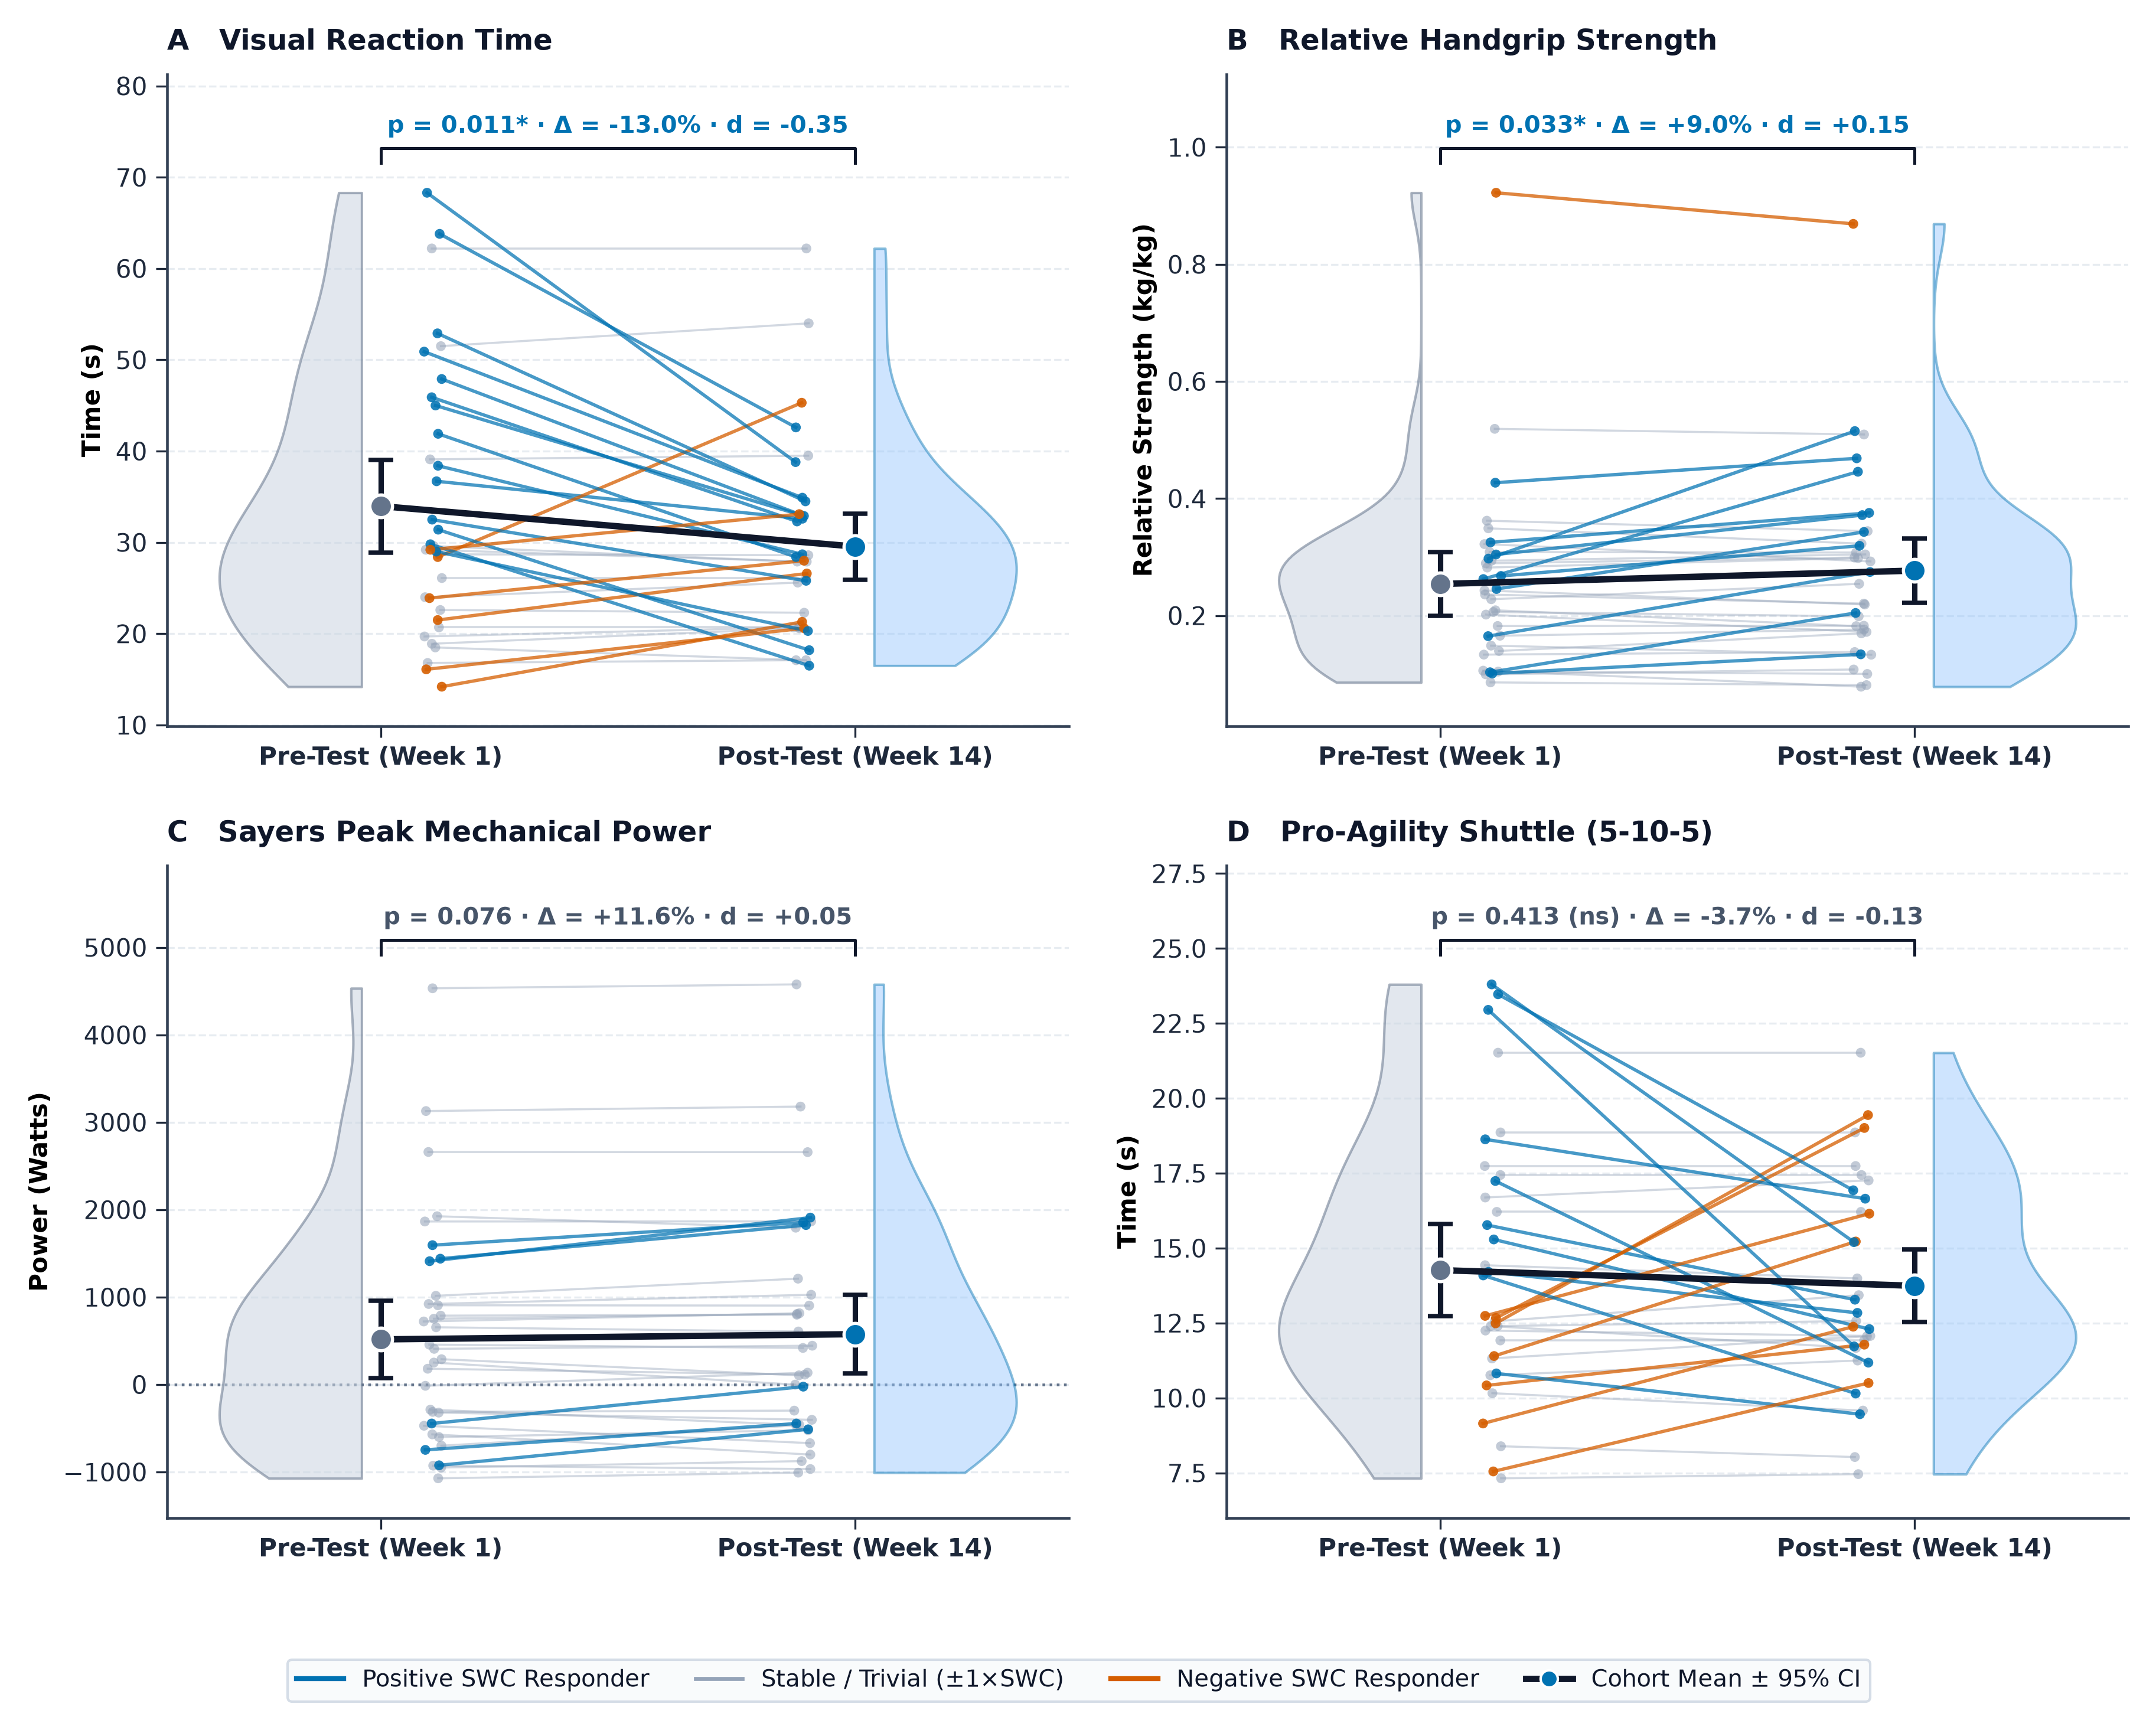 A Visual Reaction Time
80
70
60
50
40
30
20
10
Time (s)
p = 0.011* · Δ = -13.0% · d = -0.35
Pre-Test (Week 1)
Post-Test (Week 14)
B Relative Handgrip Strength
1.0
0.8
0.6
0.4
0.2
Relative Strength (kg/kg)
p = 0.033* · Δ = +9.0% · d = +0.15
Pre-Test (Week 1)
Post-Test (Week 14)
C Sayers Peak Mechanical Power
5000
4000
3000
2000
1000
0
−1000
Power (Watts)
p = 0.076 · Δ = +11.6% · d = +0.05
Pre-Test (Week 1)
Post-Test (Week 14)
D Pro-Agility Shuttle (5-10-5)
27.5
25.0
22.5
20.0
17.5
15.0
12.5
10.0
7.5
Time (s)
p = 0.413 (ns) · Δ = -3.7% · d = -0.13
Pre-Test (Week 1)
Post-Test (Week 14)
Positive SWC Responder
Stable / Trivial (±1×SWC)
Negative SWC Responder
Cohort Mean ± 95% CI